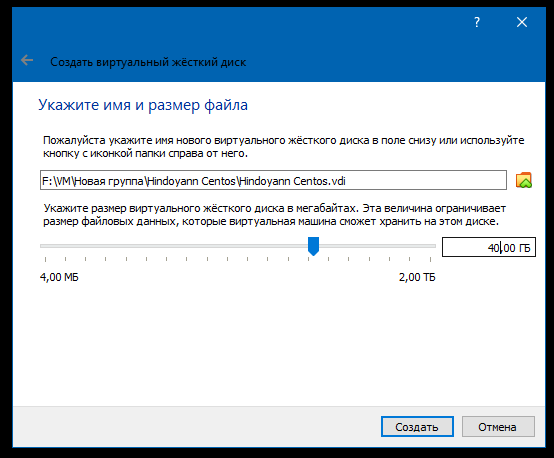 ?
Создать виртуальный жёсткий диск
Укажите имя и размер файла
Пожалуйста укажите имя нового виртуального жёсткого диска в поле снизу или используйте
кнопку с иконкой папки справа от него.
F:\VM\Новая группа\Hindoyann Centos\Hindoyann Centos.vdi
Укажите размер виртуального жёсткого диска в мегабайтах. Эта величина ограничивает
размер файловых данных, которые виртуальная машина сможет хранить на этом диске.
40,00 ГБ
4,00 МБ
2,00 ТБ
Создать
Отмена